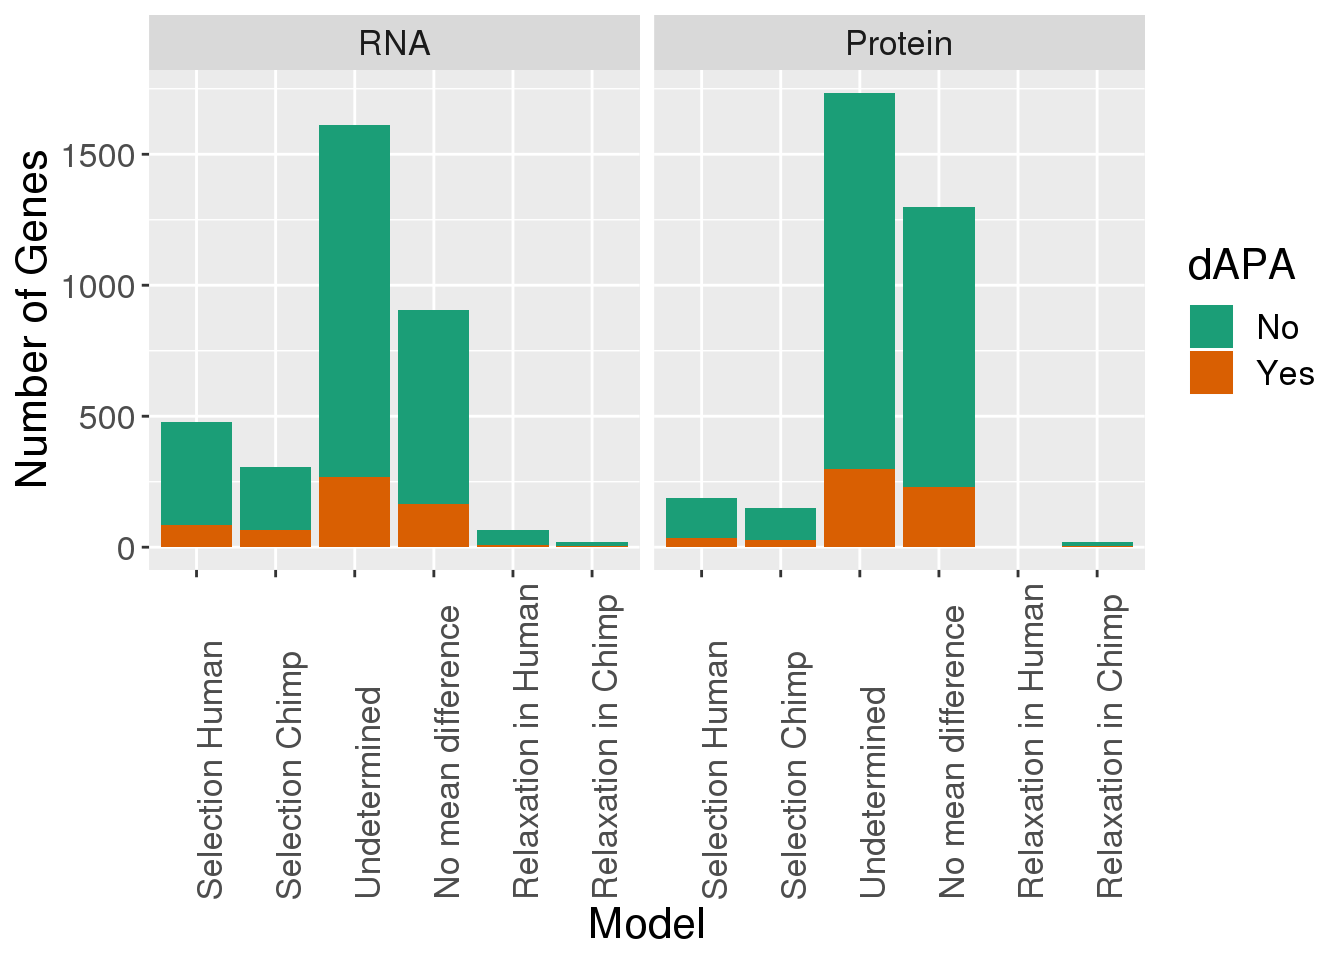 RNA
Protein
Number of Genes
1500
1000
500
0
dAPA
No
Yes
Selection Human
Selection Chimp
Undetermined
No mean difference
Relaxation in Human
Relaxation in Chimp
Selection Human
Selection Chimp
Undetermined
No mean difference
Relaxation in Human
Relaxation in Chimp
Model